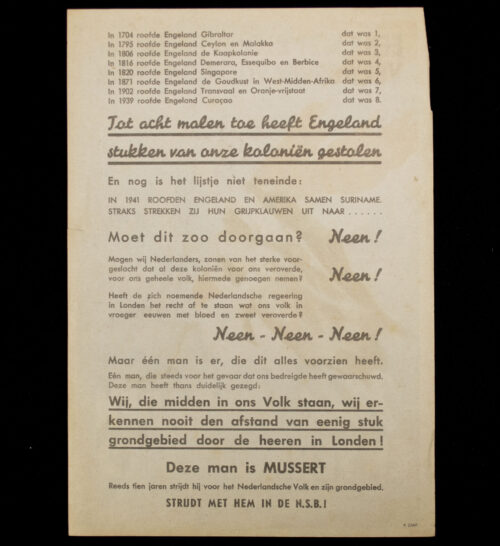 In 1704 roofde Engeland Gibraltar dat was 1,
In 1795 roofde Engeland Ceylon en Malakka dat was 2,
In 1806 roofde Engeland de Kaapkolonie dat was 3,
In 1816 roofde Engeland Demerara, Essequibo en Berbice dat was 4,
In 1820 roofde Engeland Singapore dat was 5,
In 1871 roofde Engeland de Goudkust in West-Midden-Afrika dat was 6,
In 1902 roofde Engeland Transvaal en Oranje-vrijstaat dat was 7,
In 1939 roofde Engeland Curaçao dat was 8.
Tot acht malen toe heeft Engeland
stukken van onze koloniën gestolen
En nog is het lijstje niet teneinde:
IN 1941 ROOFDEN ENGELAND EN AMERIKA SAMEN SURINAME.
STRAKS STREKKEN ZIJ HUN GRIJPKLAUWEN UIT NAAR ......
Moet dit zoo doorgaan? Neen!
Mogen wij Nederlanders, zonen van het sterke voor-
geslacht dat al deze koloniën voor ons veroverde,
voor ons geheele volk, hiermede genoegen nemen? Neen!
Heeft de zich noemende Nederlandsche regeering
in Londen het recht af te staan wat ons volk in
vroeger eeuwen met bloed en zweet veroverde?
Neen - Neen - Neen!
Maar één man is er, die dit alles voorzien heeft.
Eén man, die steeds voor het gevaar dat ons bedreigde heeft gewaarschuwd.
Deze man heeft thans duidelijk gezegd:
Wij, die midden in ons Volk staan, wij er-
kennen nooit den afstand van eenig stuk
grondgebied door de heeren in Londen!
Deze man is MUSSERT
Reeds tien jaren strijdt hij voor het Nederlandsche Volk en zijn grondgebied.
STRIJDT MET HEM IN DE N.S.B.!